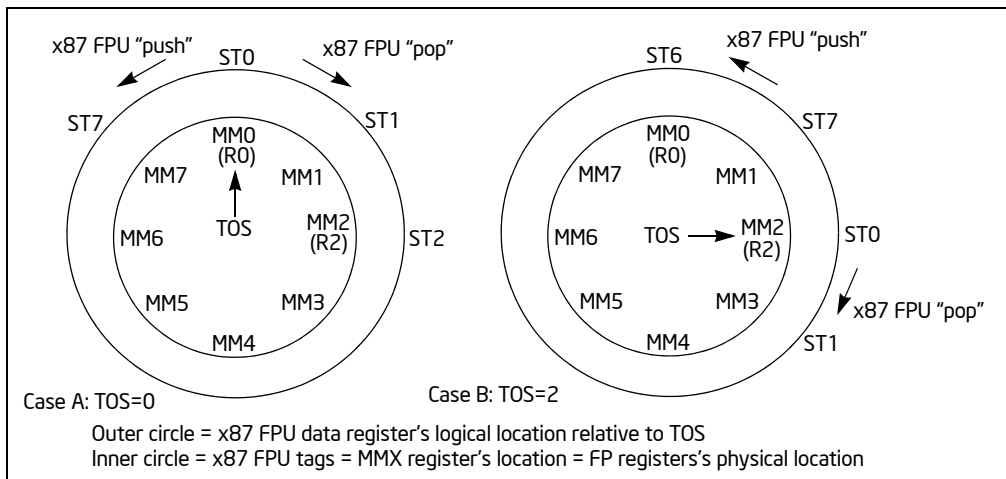 x87 FPU “push”
x87 FPU “pop”
ST0
ST7
ST1
MM0
(R0)
MM7
MM1
MM6
TOS
MM2
(R2)
ST2
MM5
MM3
MM4
Case A: TOS=0
x87 FPU “push”
ST6
ST7
MM0
(R0)
MM7
MM1
MM6
TOS
MM2
(R2)
ST0
MM5
MM3
x87 FPU “pop”
MM4
ST1
Case B: TOS=2
Outer circle = x87 FPU data register’s logical location relative to TOS
Inner circle = x87 FPU tags = MMX register’s location = FP registers’s physical location